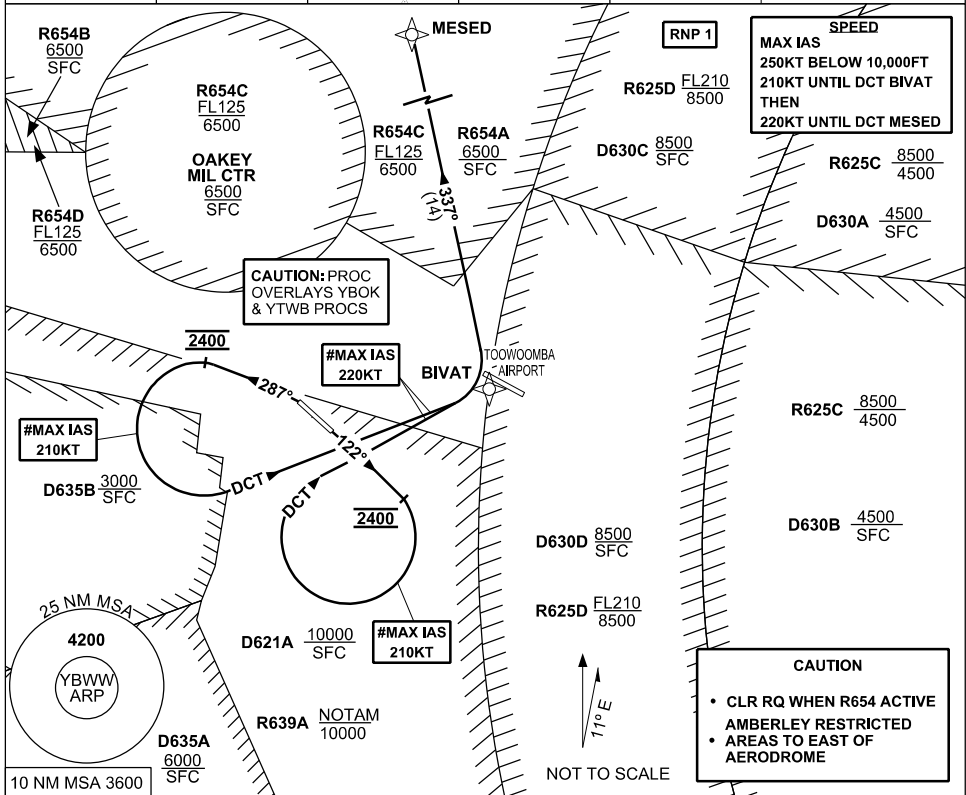 MESED
R654B
6500
SFC
RNP 1
SPEED
MAX IAS
250KT BELOW 10,000FT
210KT UNTIL DCT BIVAT
THEN
220KT UNTIL DCT MESED
R654C
FL125
6500
R625D FL210
8500
OAKEY
MIL CTR
6500
SFC
R654C
FL125
6500
R654A
6500
SFC
D630C 8500
SFC
R625C 8500
4500
R654D
FL125
6500
337°
(14)
D630A 4500
SFC
CAUTION: PROC
OVERLAYS YBOK
& YTWB PROCS
2400
#MAX IAS
220KT
BIVAT
TOOWOOMBA
AIRPORT
287°
#MAX IAS
210KT
122°
R625C 8500
4500
D635B 3000
SFC
DCT
DCT
2400
D630D 8500
SFC
D630B 4500
SFC
25 NM MSA
4200
YBWW
ARP
D621A 10000
SFC
#MAX IAS
210KT
R625D FL210
8500
R639A NOTAM
10000
11° E
D635A
6000
SFC
10 NM MSA 3600
NOT TO SCALE
CAUTION
• CLR RQ WHEN R654 ACTIVE
AMBERLEY RESTRICTED
• AREAS TO EAST OF
AERODROME